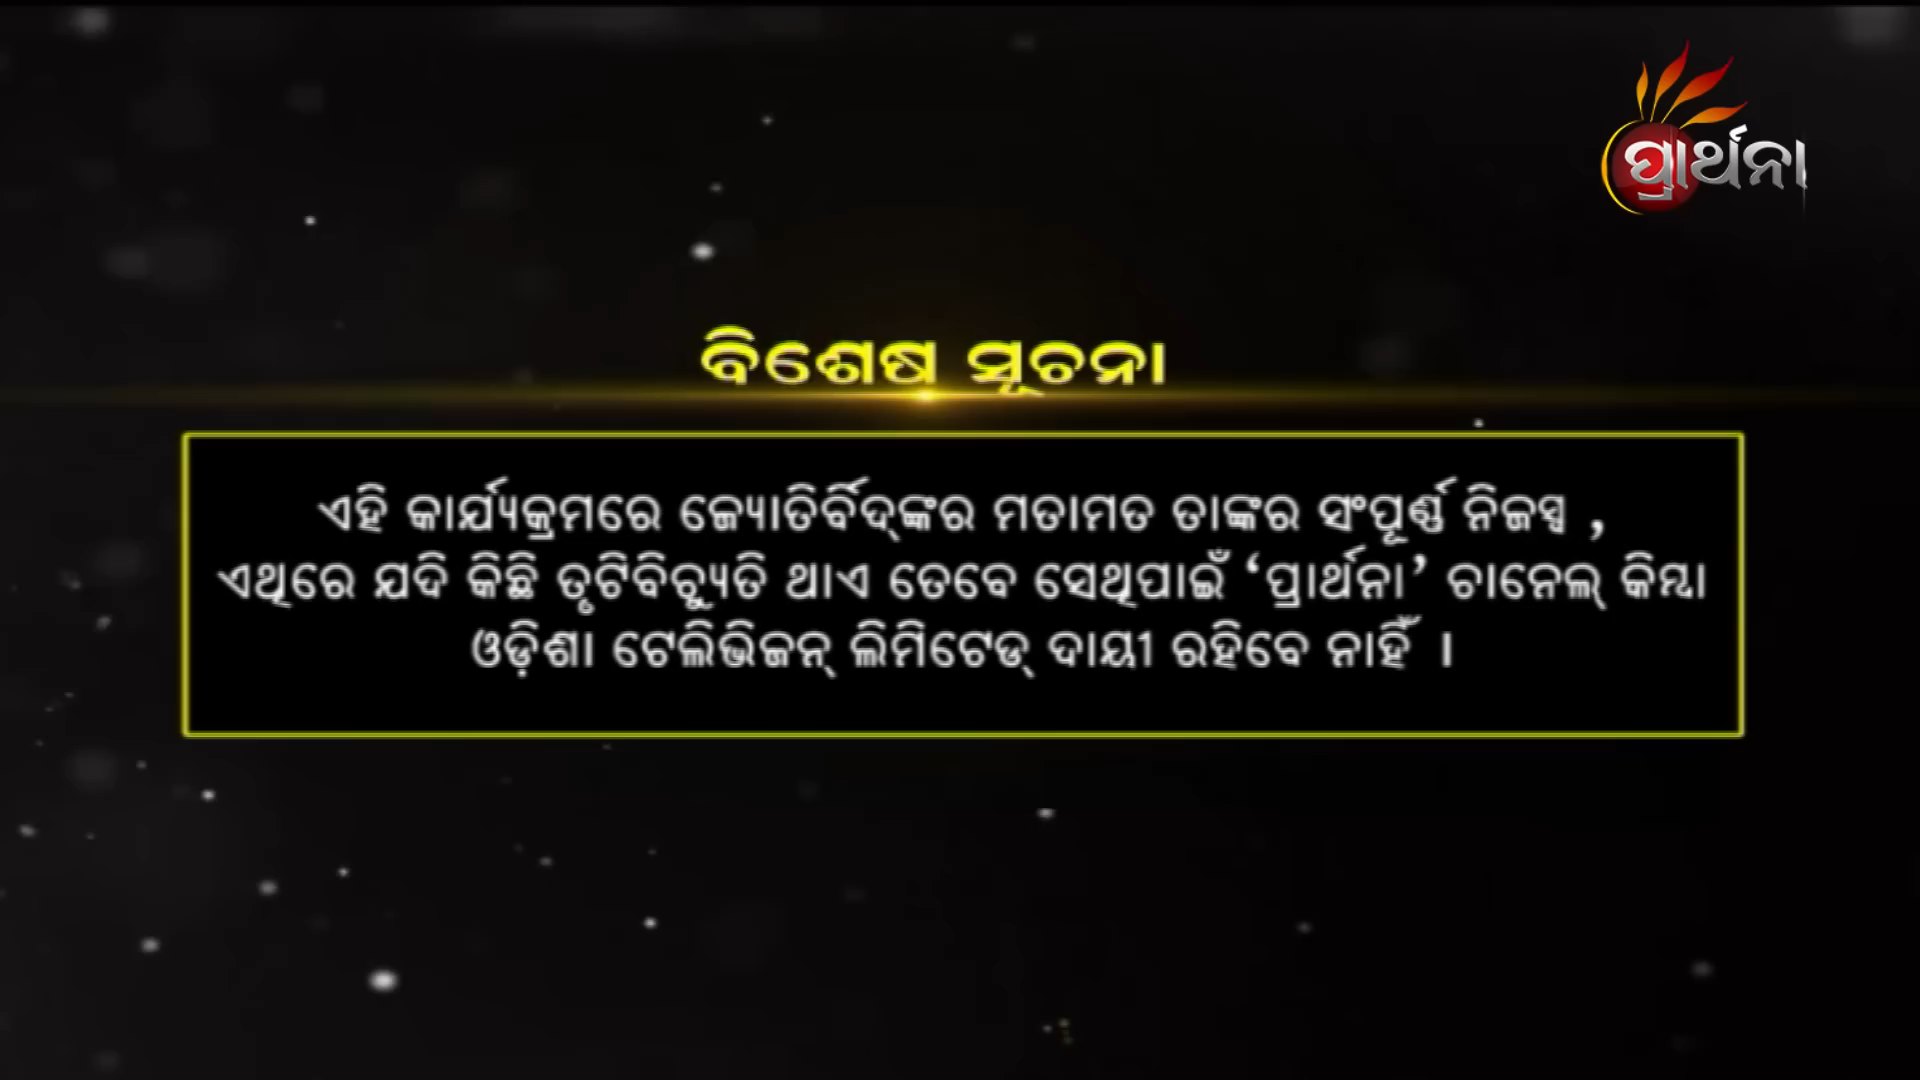 ପ୍ରାର୍ଥନା
ବିଶେଷ ସୂଚନା
ଏହି କାର୍ଯ୍ୟକ୍ରମରେ ଜ୍ୟୋତିର୍ବିଦ୍‌ଙ୍କର ମତାମତ ତାଙ୍କର ସଂପୂର୍ଣ୍ଣ ନିଜସ୍ୱ ,
ଏଥିରେ ଯଦି କିଛି ତୃଟିବିଚ୍ୟୁତି ଥାଏ ତେବେ ସେଥିପାଇଁ ‘ପ୍ରାର୍ଥନା’ ଚାନେଲ୍ କିମ୍ୱା
ଓଡ଼ିଶା ଟେଲିଭିଜନ୍ ଲିମିଟେଡ୍ ଦାୟୀ ରହିବେ ନାହିଁ ।